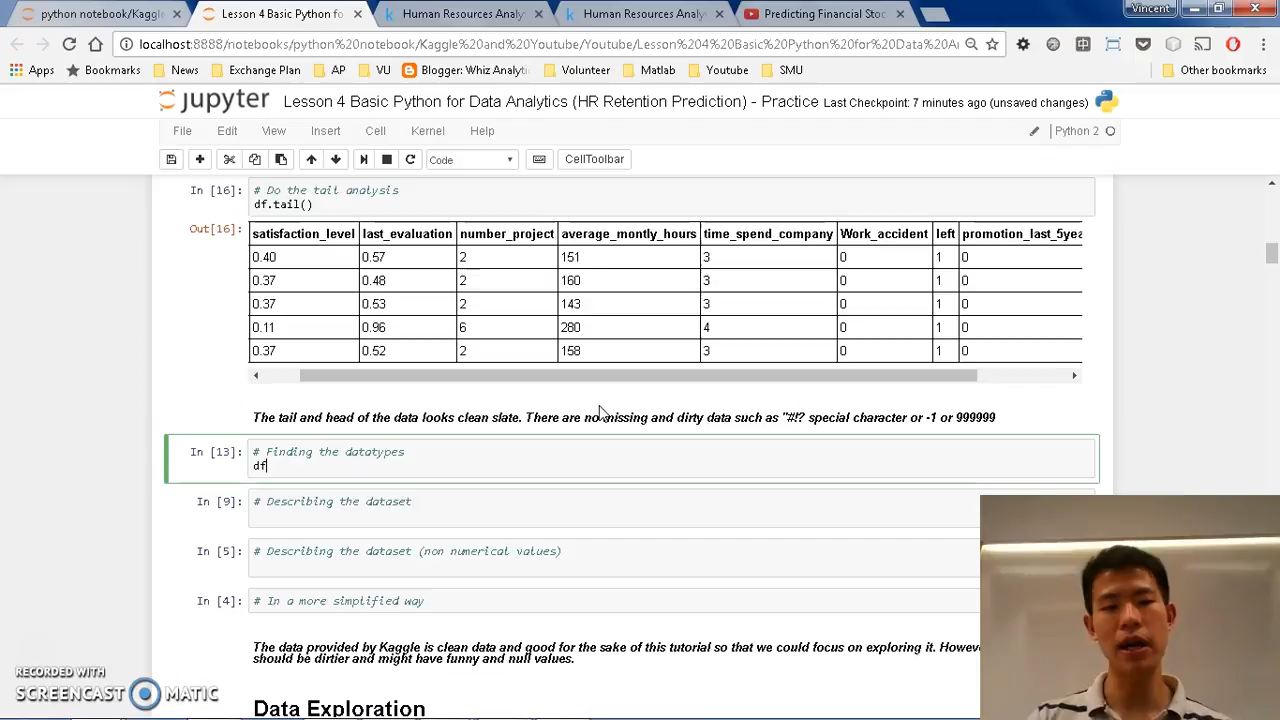 python notebook/Kaggle
Lesson 4 Basic Python fo
Human Resources Analy
Human Resources Analy
Predicting Financial Stoc
Vincent
localhost:8888/notebooks/python%20notebook/Kaggle%20and%20Youtube/Youtube/Lesson%204%20Basic%20Python%20for%20Data%20A
Apps
Bookmarks
News
Exchange Plan
AP
VU
Blogger: Whiz Analytic
Volunteer
Matlab
Youtube
SMU
Other bookmarks
jupyter Lesson 4 Basic Python for Data Analytics (HR Retention Prediction) - Practice Last Checkpoint: 7 minutes ago (unsaved changes)
File Edit View Insert Cell Kernel Help
Python 2
Code
CellToolbar
In [16]: # Do the tail analysis
df.tail()
Out[16]:
satisfaction_level last_evaluation number_project average_montly_hours time_spend_company Work_accident left promotion_last_5yea
0.40 0.57 2 151 3 0 1 0
0.37 0.48 2 160 3 0 1 0
0.37 0.53 2 143 3 0 1 0
0.11 0.96 6 280 4 0 1 0
0.37 0.52 2 158 3 0 1 0
The tail and head of the data looks clean slate. There are no missing and dirty data such as "#!? special character or -1 or 999999
In [13]: # Finding the datatypes
df
In [9]: # Describing the dataset
In [5]: # Describing the dataset (non numerical values)
In [4]: # In a more simplified way
The data provided by Kaggle is clean data and good for the sake of this tutorial so that we could focus on exploring it. Howev
should be dirtier and might have funny and null values.
Data Exploration
RECORDED WITH
SCREENCAST MATIC